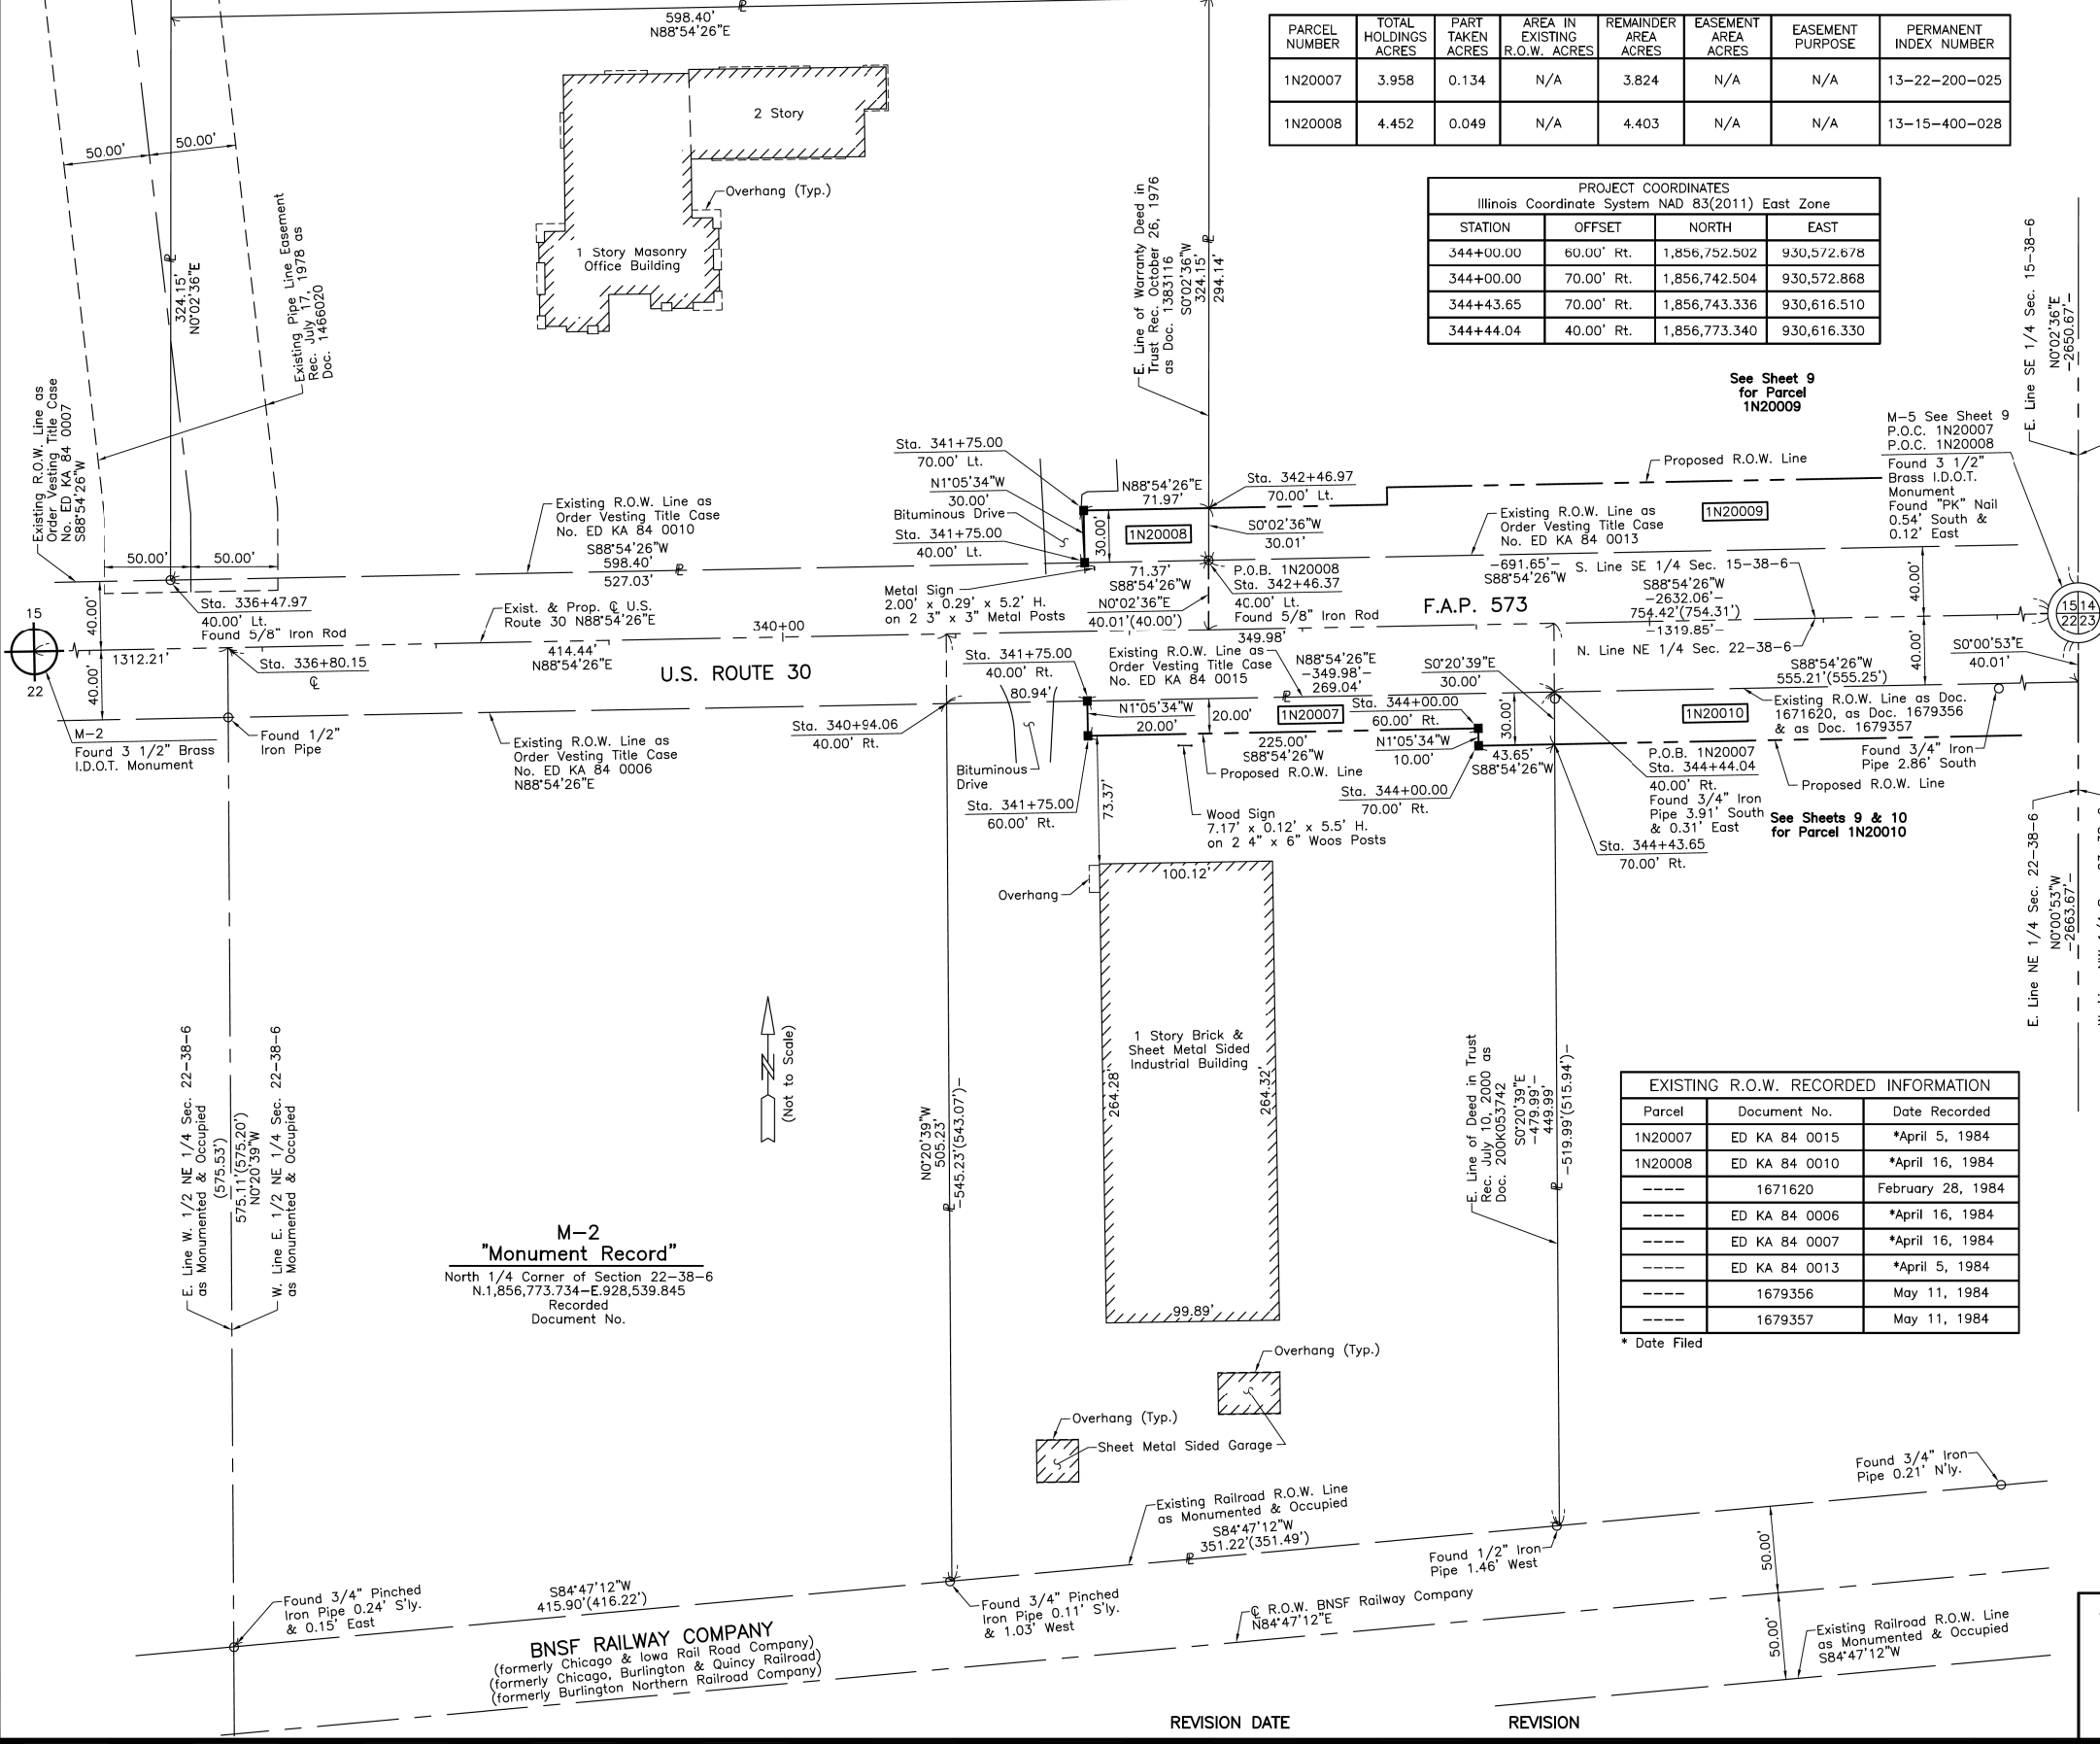 598.40'
N88°54'26"E
PARCEL NUMBER | TOTAL HOLDINGS ACRES | PART TAKEN ACRES | AREA IN EXISTING R.O.W. ACRES | REMAINDER AREA ACRES | EASEMENT AREA ACRES | EASEMENT PURPOSE | PERMANENT INDEX NUMBER
1N20007 | 3.958 | 0.134 | N/A | 3.824 | N/A | N/A | 13-22-200-025
1N20008 | 4.452 | 0.049 | N/A | 4.403 | N/A | N/A | 13-15-400-028
PROJECT COORDINATES
Illinois Coordinate System NAD 83(2011) East Zone
STATION | OFFSET | NORTH | EAST
344+00.00 | 60.00' Rt. | 1,856,752.502 | 930,572.678
344+00.00 | 70.00' Rt. | 1,856,742.504 | 930,572.868
344+43.65 | 70.00' Rt. | 1,856,743.336 | 930,616.510
344+44.04 | 40.00' Rt. | 1,856,773.340 | 930,616.330
50.00'
50.00'
2 Story
Overhang (Typ.)
1 Story Masonry
Office Building
324.15'
N0°02'36"E
Existing Pipe Line Easement
Rec. July 17, 1978 as
Doc. 1466020
E. Line of Warranty Deed in
Trust Rec. October 26, 1976
as Doc. 1383116
S0°02'36"W
324.15'
294.14'
E. Line SE 1/4 Sec. 15-38-6
N0°02'36"E
-2650.67'-
See Sheet 9
for Parcel
1N20009
Existing R.O.W. Line as
Order Vesting Title Case
No. ED KA 84 0007
S88°54'26"W
M-5 See Sheet 9
P.O.C. 1N20007
P.O.C. 1N20008
Found 3 1/2"
Brass I.D.O.T.
Monument
Found "PK" Nail
0.54' South &
0.12' East
Sta. 341+75.00
70.00' Lt.
N1°05'34"W
30.00'
Bituminous Drive
Sta. 341+75.00
40.00' Lt.
N88°54'26"E
71.97'
Sta. 342+46.97
70.00' Lt.
S0°02'36"W
30.01'
30.00'
1N20008
Proposed R.O.W. Line
1N20009
Existing R.O.W. Line as
Order Vesting Title Case
No. ED KA 84 0010
S88°54'26"W
598.40'
527.03'
Existing R.O.W. Line as
Order Vesting Title Case
No. ED KA 84 0013
-691.65'-
S88°54'26"W
S. Line SE 1/4 Sec. 15-38-6
S88°54'26"W
-2632.06'-
754.42'(754.31')
-1319.85'-
N. Line NE 1/4 Sec. 22-38-6
50.00'
50.00'
71.37'
S88°54'26"W
P.O.B. 1N20008
Sta. 342+46.37
40.00' Lt.
Found 5/8" Iron Rod
Metal Sign
2.00' x 0.29' x 5.2' H.
on 2 3" x 3" Metal Posts
N0°02'36"E
40.01'(40.00')
F.A.P. 573
40.00'
40.00'
15 14
22 23
15
22
40.00'
40.00'
Sta. 336+47.97
40.00' Lt.
Found 5/8" Iron Rod
Exist. & Prop. ℄ U.S.
Route 30 N88°54'26"E
340+00
1312.21'
Sta. 336+80.15
℄
414.44'
N88°54'26"E
U.S. ROUTE 30
349.98'
Existing R.O.W. Line as
Order Vesting Title Case
No. ED KA 84 0015
N88°54'26"E
-349.98'-
269.04'
S0°20'39"E
30.00'
S88°54'26"W
555.21'(555.25')
S0°00'53"E
40.01'
Sta. 341+75.00
40.00' Rt.
80.94'
N1°05'34"W
20.00'
20.00'
1N20007
Sta. 344+00.00
60.00' Rt.
30.00'
1N20010
Existing R.O.W. Line as Doc.
1671620, as Doc. 1679356
& as Doc. 1679357
Found 3/4" Iron
Pipe 2.86' South
M-2
Found 3 1/2" Brass
I.D.O.T. Monument
Found 1/2"
Iron Pipe
Existing R.O.W. Line as
Order Vesting Title Case
No. ED KA 84 0006
N88°54'26"E
Sta. 340+94.06
40.00' Rt.
Bituminous
Drive
225.00'
S88°54'26"W
Proposed R.O.W. Line
N1°05'34"W
10.00'
43.65'
S88°54'26"W
Sta. 344+00.00
70.00' Rt.
P.O.B. 1N20007
Sta. 344+44.04
40.00' Rt.
Found 3/4" Iron
Pipe 3.91' South
& 0.31' East
Proposed R.O.W. Line
See Sheets 9 & 10
for Parcel 1N20010
Sta. 341+75.00
60.00' Rt.
73.37'
Wood Sign
7.17' x 0.12' x 5.5' H.
on 2 4" x 6" Woos Posts
Sta. 344+43.65
70.00' Rt.
E. Line NE 1/4 Sec. 22-38-6
N0°00'53"W
-2663.67'-
Overhang
100.12'
264.28'
1 Story Brick &
Sheet Metal Sided
Industrial Building
264.32'
99.89'
N
(Not to Scale)
E. Line W. 1/2 NE 1/4 Sec. 22-38-6
as Monumented & Occupied
(575.53')
575.11'(575.20')
N0°20'39"W
W. Line E. 1/2 NE 1/4 Sec. 22-38-6
as Monumented & Occupied
N0°20'39"W
505.23'
-545.23'(543.07')-
E. Line of Deed in Trust
Rec. July 10, 2000 as
Doc. 200K053742
S0°20'39"E
-479.99'-
449.99'
-519.99'(515.94')-
EXISTING R.O.W. RECORDED INFORMATION
Parcel | Document No. | Date Recorded
1N20007 | ED KA 84 0015 | *April 5, 1984
1N20008 | ED KA 84 0010 | *April 16, 1984
---- | 1671620 | February 28, 1984
---- | ED KA 84 0006 | *April 16, 1984
---- | ED KA 84 0007 | *April 16, 1984
---- | ED KA 84 0013 | *April 5, 1984
---- | 1679356 | May 11, 1984
---- | 1679357 | May 11, 1984
* Date Filed
M-2
"Monument Record"
North 1/4 Corner of Section 22-38-6
N.1,856,773.734-E.928,539.845
Recorded
Document No.
Overhang (Typ.)
Overhang (Typ.)
Sheet Metal Sided Garage
Existing Railroad R.O.W. Line
as Monumented & Occupied
S84°47'12"W
351.22'(351.49')
Found 3/4" Iron
Pipe 0.21' N'ly.
Found 1/2" Iron
Pipe 1.46' West
50.00'
50.00'
Found 3/4" Pinched
Iron Pipe 0.24' S'ly.
& 0.15' East
S84°47'12"W
415.90'(416.22')
Found 3/4" Pinched
Iron Pipe 0.11' S'ly.
& 1.03' West
℄ R.O.W. BNSF Railway Company
N84°47'12"E
Existing Railroad R.O.W. Line
as Monumented & Occupied
S84°47'12"W
BNSF RAILWAY COMPANY
(formerly Chicago & Iowa Rail Road Company)
(formerly Chicago, Burlington & Quincy Railroad)
(formerly Burlington Northern Railroad Company)
REVISION DATE
REVISION